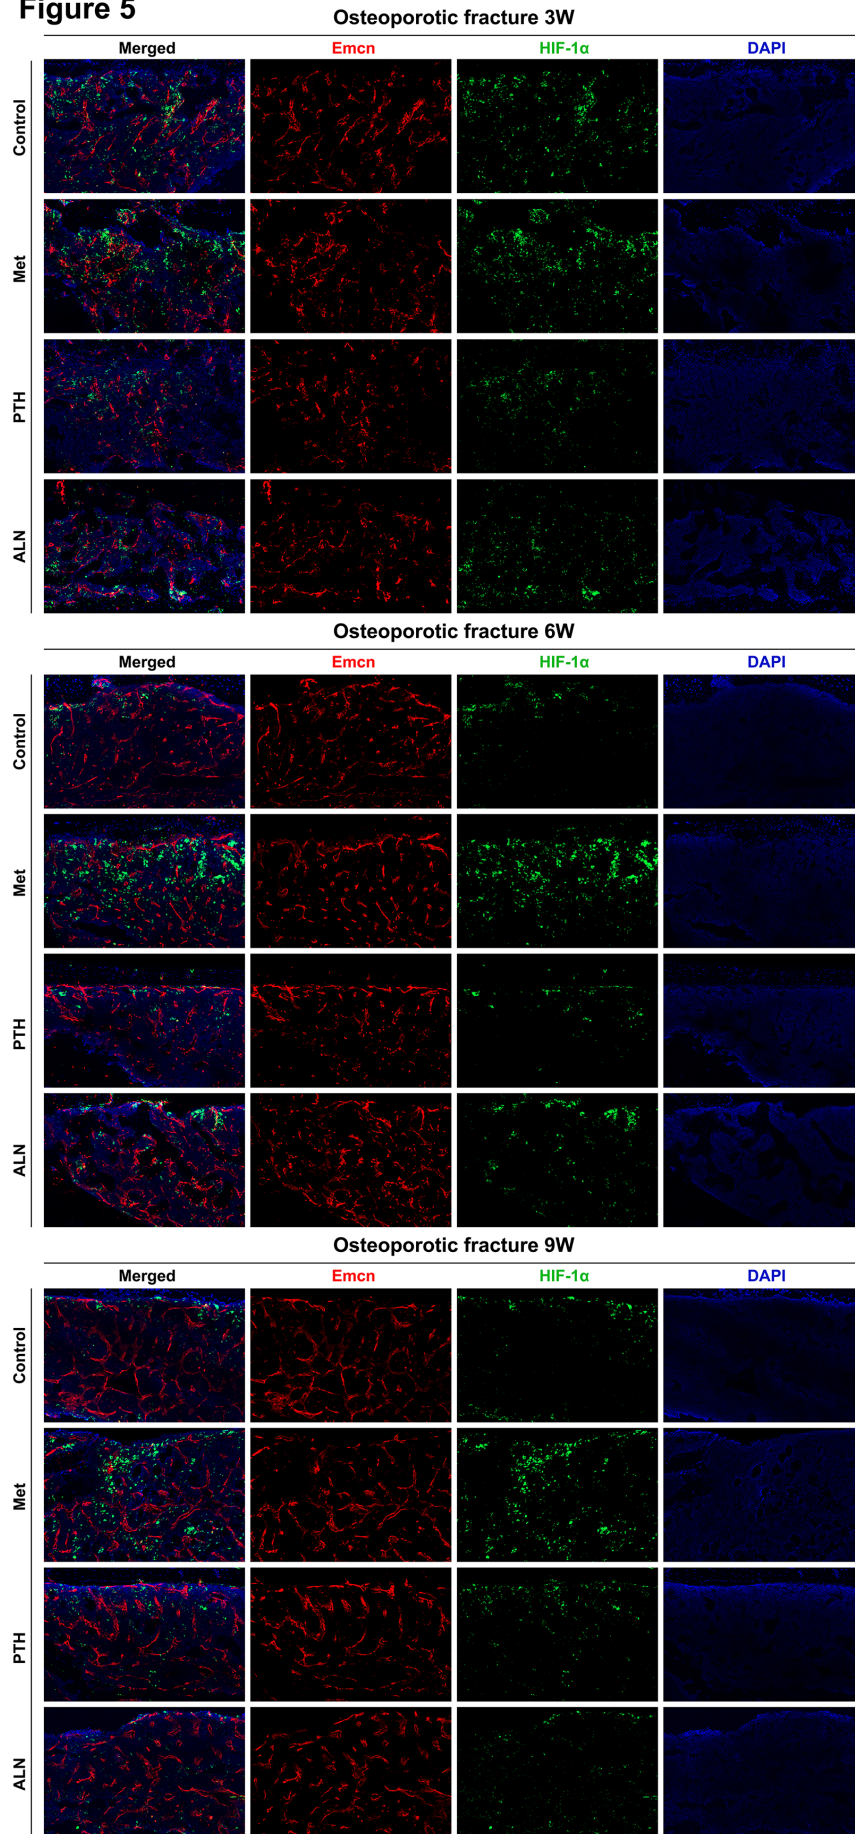 Figure 5
Osteoporotic fracture 3W
Merged Emcn HIF-1α DAPI
Control
Met
PTH
ALN
Osteoporotic fracture 6W
Merged Emcn HIF-1α DAPI
Control
Met
PTH
ALN
Osteoporotic fracture 9W
Merged Emcn HIF-1α DAPI
Control
Met
PTH
ALN